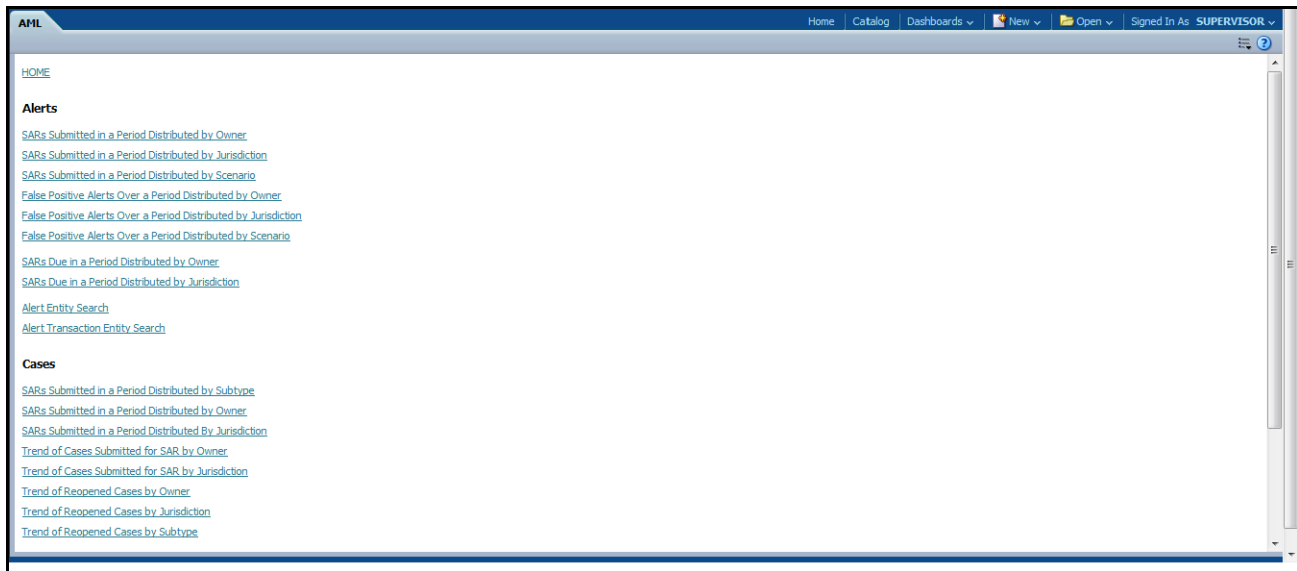 AML Home Catalog Dashboards New Open Signed In As SUPERVISOR
HOME
Alerts
SARs Submitted in a Period Distributed by Owner
SARs Submitted in a Period Distributed by Jurisdiction
SARs Submitted in a Period Distributed by Scenario
False Positive Alerts Over a Period Distributed by Owner
False Positive Alerts Over a Period Distributed by Jurisdiction
False Positive Alerts Over a Period Distributed by Scenario
SARs Due in a Period Distributed by Owner
SARs Due in a Period Distributed by Jurisdiction
Alert Entity Search
Alert Transaction Entity Search
Cases
SARs Submitted in a Period Distributed by Subtype
SARs Submitted in a Period Distributed by Owner
SARs Submitted in a Period Distributed By Jurisdiction
Trend of Cases Submitted for SAR by Owner
Trend of Cases Submitted for SAR by Jurisdiction
Trend of Reopened Cases by Owner
Trend of Reopened Cases by Jurisdiction
Trend of Reopened Cases by Subtype